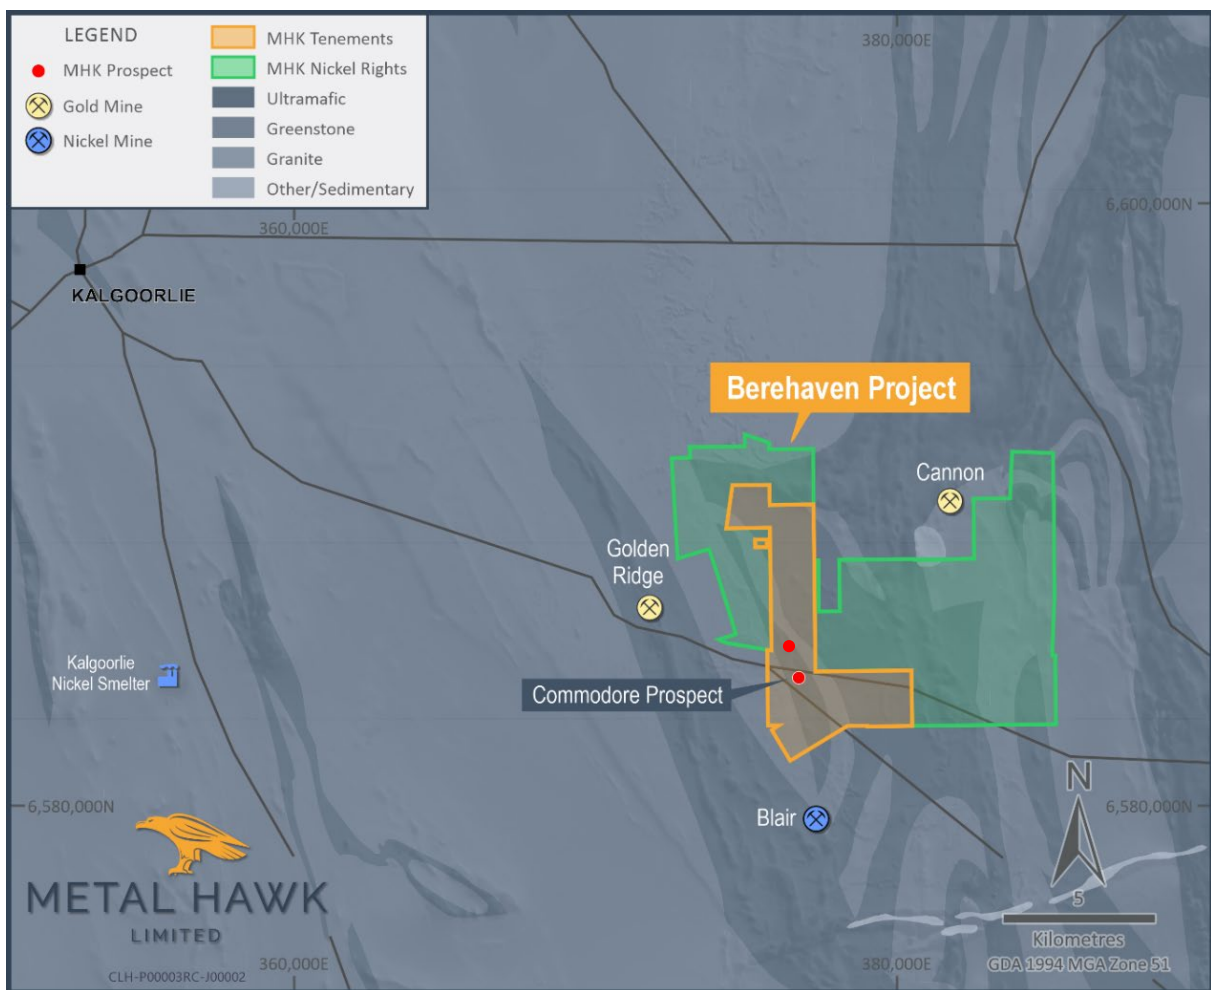 LEGEND
MHK Prospect
Gold Mine
Nickel Mine
MHK Tenements
MHK Nickel Rights
Ultramafic
Greenstone
Granite
Other/Sedimentary
380,000E
6,600,000N
360,000E
KALGOORLIE
Berehaven Project
Cannon
Golden
Ridge
Kalgoorlie
Nickel Smelter
Commodore Prospect
6,580,000N
Blair
6,580,000N
N
METAL HAWK
LIMITED
5
Kilometres
GDA 1994 MGA Zone 51
CLH-P00003RC-J00002
360,000E
380,000E